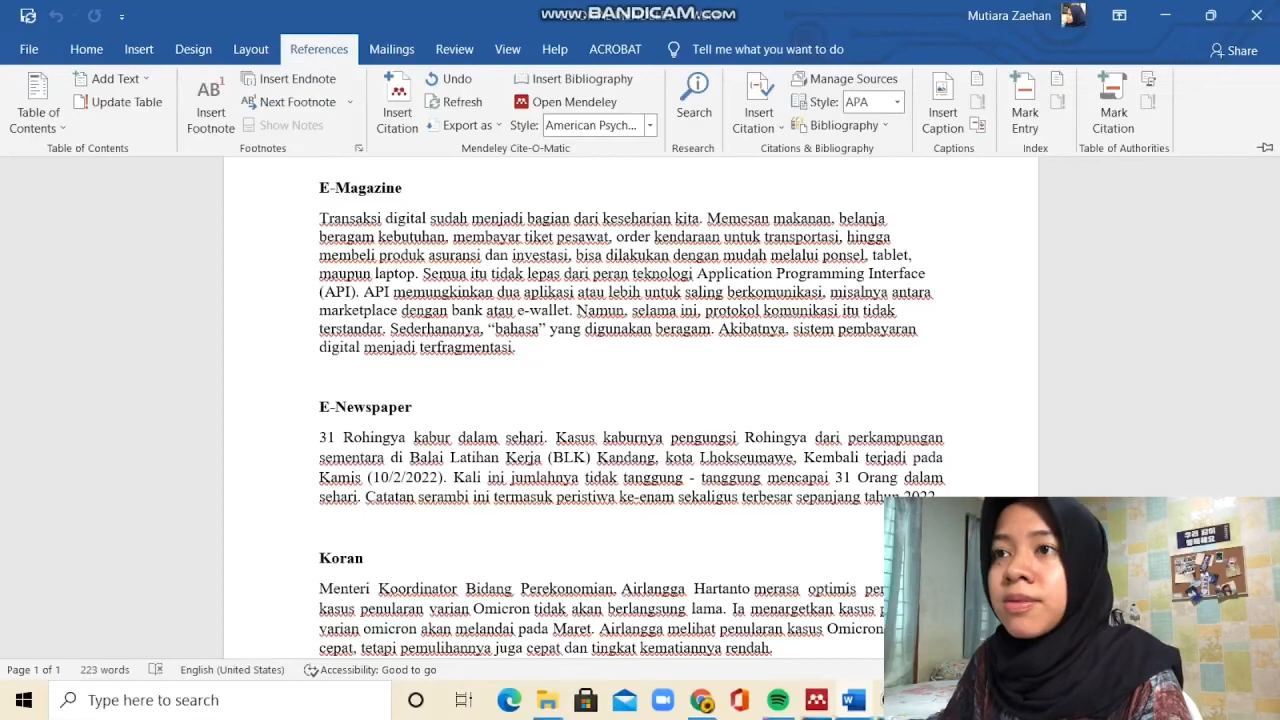 WWW.BANDICAM.COM
Mutiara Zaehan
File Home Insert Design Layout References Mailings Review View Help ACROBAT Tell me what you want to do Share
Table of Contents
Add Text
Update Table
Table of Contents
AB1
Insert Footnote
Insert Endnote
Next Footnote
Show Notes
Footnotes
Insert Citation
Undo
Refresh
Export as
Insert Bibliography
Open Mendeley
Style: American Psych...
Mendeley Cite-O-Matic
Search
Research
Insert Citation
Manage Sources
Style: APA
Bibliography
Citations & Bibliography
Insert Caption
Captions
Mark Entry
Index
Mark Citation
Table of Authorities
E-Magazine
Transaksi digital sudah menjadi bagian dari keseharian kita. Memesan makanan, belanja
beragam kebutuhan, membayar tiket pesawat, order kendaraan untuk transportasi, hingga
membeli produk asuransi dan investasi, bisa dilakukan dengan mudah melalui ponsel, tablet,
maupun laptop. Semua itu tidak lepas dari peran teknologi Application Programming Interface
(API). API memungkinkan dua aplikasi atau lebih untuk saling berkomunikasi, misalnya antara
marketplace dengan bank atau e-wallet. Namun, selama ini, protokol komunikasi itu tidak
terstandar. Sederhananya, “bahasa” yang digunakan beragam. Akibatnya, sistem pembayaran
digital menjadi terfragmentasi.
E-Newspaper
31 Rohingya kabur dalam sehari. Kasus kaburnya pengungsi Rohingya dari perkampungan
sementara di Balai Latihan Kerja (BLK) Kandang, kota Lhokseumawe, Kembali terjadi pada
Kamis (10/2/2022). Kali ini jumlahnya tidak tanggung - tanggung mencapai 31 Orang dalam
sehari. Catatan serambi ini termasuk peristiwa ke-enam sekaligus terbesar sepanjang tahun 2022
Koran
Menteri Koordinator Bidang Perekonomian, Airlangga Hartanto merasa optimis
kasus penularan varian Omicron tidak akan berlangsung lama. Ia menargetkan kasus
varian omicron akan melandai pada Maret. Airlangga melihat penularan kasus Omicron
cepat, tetapi pemulihannya juga cepat dan tingkat kematiannya rendah.
Page 1 of 1 223 words English (United States) Accessibility: Good to go
Type here to search